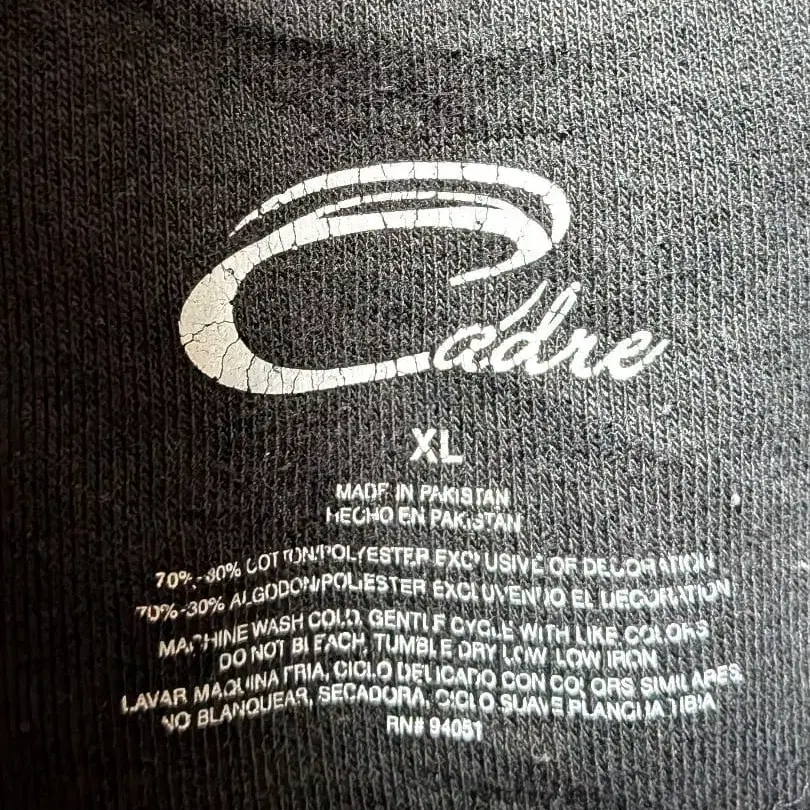 Cadre
XL
MADE IN PAKISTAN
HECHO EN PAKISTAN
70%-30% COTTON/POLYESTER EXCLUSIVE OF DECORATION
70%-30% ALGODON/POLIESTER EL DECORATION
MACHINE WASH COLD, GENTLE CYCLE WITH LIKE COLORS
DO NOT BLEACH, TUMBLE DRY LOW LOW IRON
LAVAR MAQUINA FRIA, CICLO DELICADO CON COLORS SIMILARES
NO BLANQUEAR, SECADORA, CICLO SUAVE PLANCHA TIBIA
RN# 94051